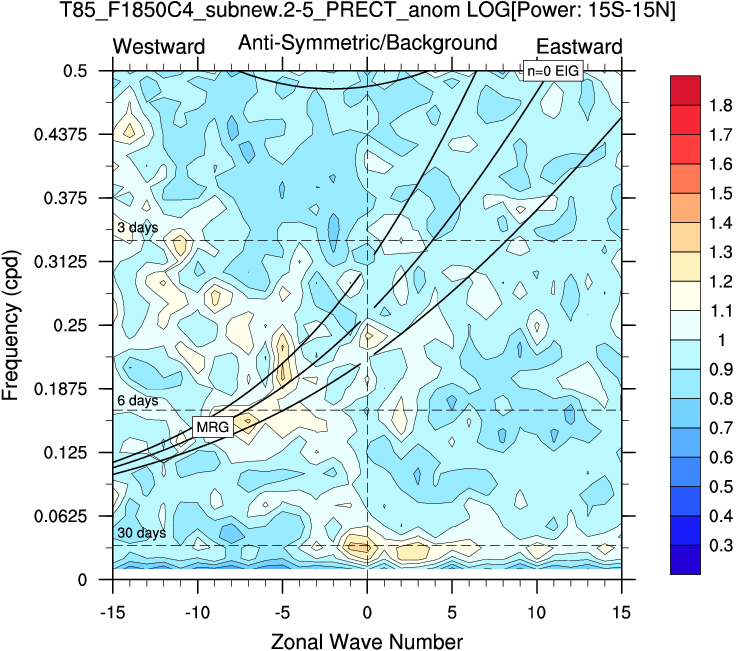 T85_F1850C4_subnew.2-5_PRECT_anom LOG[Power: 15S-15N]
Westward Anti-Symmetric/Background Eastward
n=0 EIG
0.5
0.4375
0.375
3 days
0.3125
0.25
0.1875
6 days
MRG
0.125
0.0625
30 days
0
Frequency (cpd)
-15 -10 -5 0 5 10 15
Zonal Wave Number
1.8
1.7
1.6
1.5
1.4
1.3
1.2
1.1
1
0.9
0.8
0.7
0.6
0.5
0.4
0.3